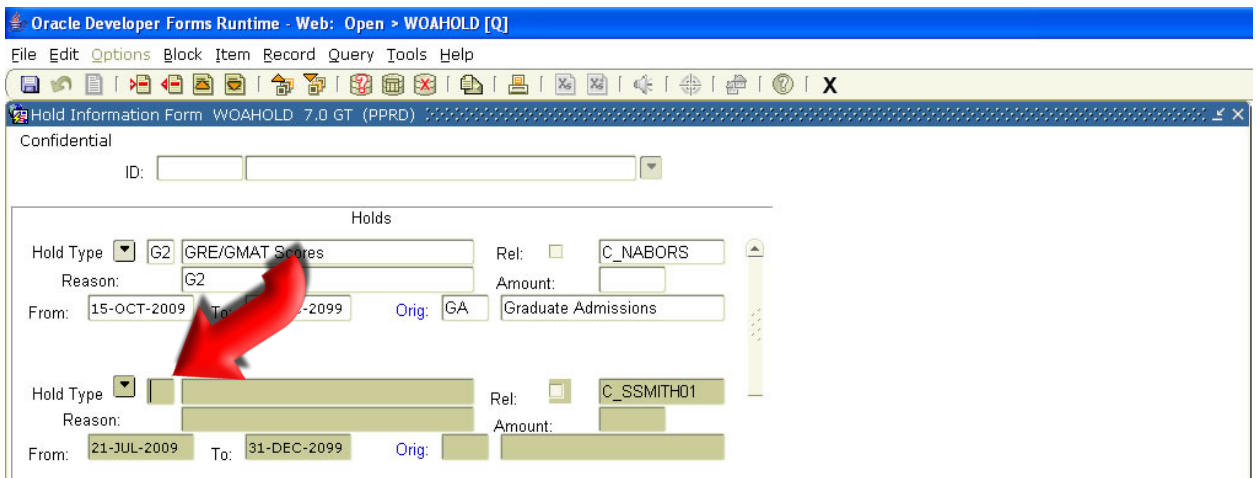 Oracle Developer Forms Runtime - Web: Open > WOAHOLD [Q]
File Edit Options Block Item Record Query Tools Help
X
Hold Information Form WOAHOLD 7.0 GT (PPRD)
Confidential
ID:
Holds
Hold Type G2 GRE/GMAT Scores Rel: C_NABORS
Reason: G2 Amount:
From: 15-OCT-2009 To: -2099 Orig: GA Graduate Admissions
Hold Type Rel: C_SSMITH01
Reason: Amount:
From: 21-JUL-2009 To: 31-DEC-2099 Orig: